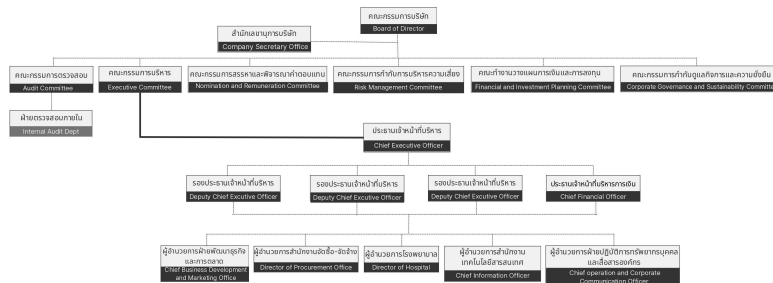 คณะกรรมการบริษัท
Board of Director
สำนักเลขานุการบริษัท
Company Secretary Office
คณะกรรมการตรวจสอบ
Audit Committee
คณะกรรมการบริหาร
Executive Committee
คณะกรรมการสรรหาและพิจารณาค่าตอบแทน
Nomination and Remuneration Committee
คณะกรรมการกำกับการบริหารความเสี่ยง
Risk Management Committee
คณะทำงานวางแผนการเงินและการลงทุน
Financial and Investment Planning Committee
คณะกรรมการกำกับดูแลกิจการและความยั่งยืน
Corporate Governance and Sustainability Committe
ฝ่ายตรวจสอบภายใน
Internal Audit Dept
ประธานเจ้าหน้าที่บริหาร
Chief Executive Officer
รองประธานเจ้าหน้าที่บริหาร
Deputy Chief Excutive Officer
รองประธานเจ้าหน้าที่บริหาร
Deputy Chief Excutive Officer
รองประธานเจ้าหน้าที่บริหาร
Deputy Chief Excutive Officer
ประธานเจ้าหน้าที่บริหารการเงิน
Chief Financial Officer
ผู้อำนวยการฝ่ายพัฒนาธุรกิจ
และการตลาด
Chief Business Development
and Marketing Office
ผู้อำนวยการสำนักงานจัดซื้อ-จัดจ้าง
Director of Procurement Office
ผู้อำนวยการโรงพยาบาล
Director of Hospital
ผู้อำนวยการสำนักงาน
เทคโนโลยีสารสนเทศ
Chief Information Officer
ผู้อำนวยการฝ่ายปฏิบัติการทรัพยากรบุคคล
และสื่อสารองค์กร
Chief operation and Corporate
Communication Officer